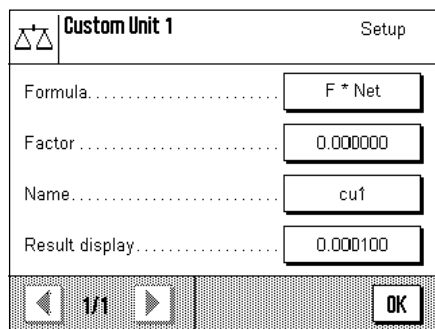 Custom Unit 1 Setup
Formula........................ F * Net
Factor ......................... 0.000000
Name.......................... cu1
Result display................. 0.000100
1/1 OK